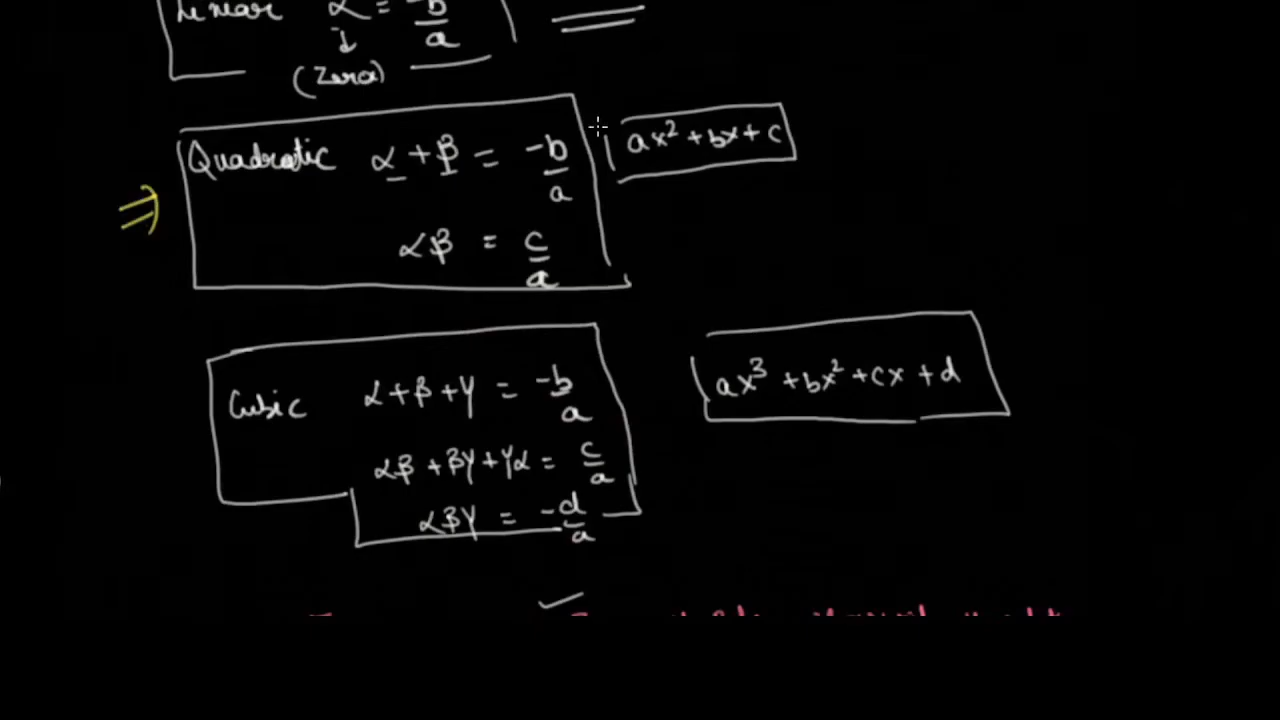 Linear α = -b/a
(Zero)
Quadratic α + β = -b/a
ax² + bx + c
αβ = c/a
Cubic α + β + γ = -b/a
ax³ + bx² + cx + d
αβ + βγ + γα = c/a
αβγ = -d/a